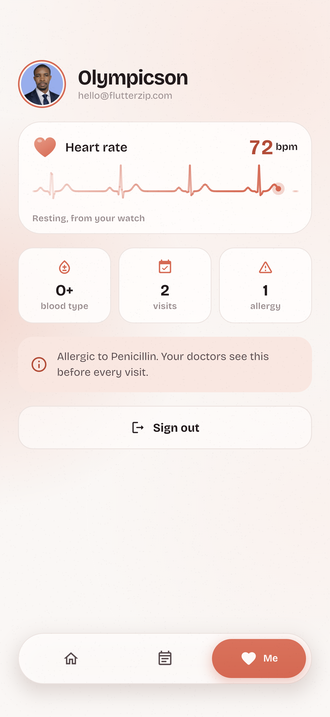 Olympicson
hello@flutterzip.com
Heart rate
72 bpm
Resting, from your watch
O+
blood type
2
visits
1
allergy
Allergic to Penicillin. Your doctors see this
before every visit.
Sign out
Me